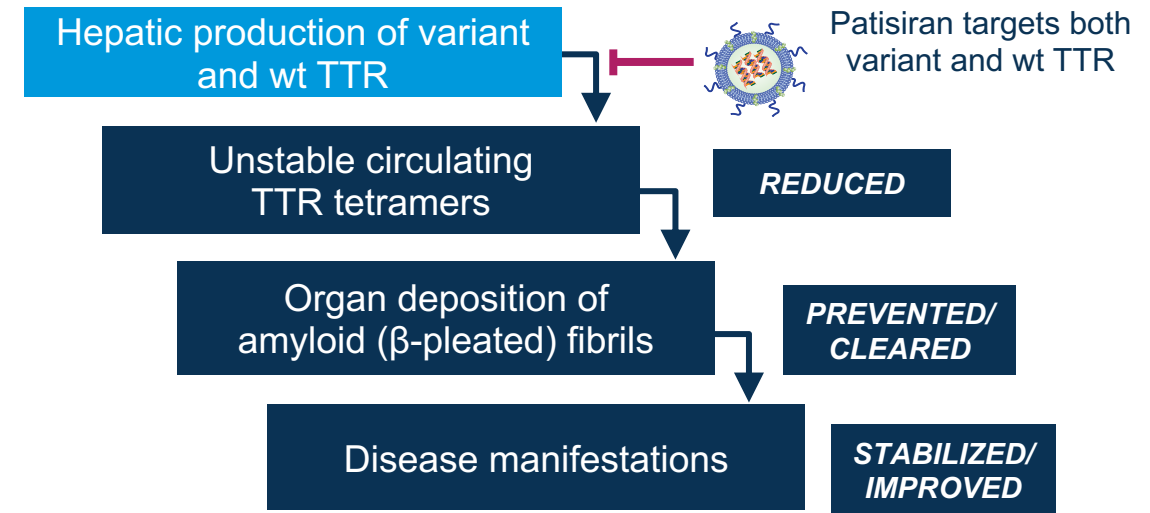 Hepatic production of variant
and wt TTR
Patisiran targets both
variant and wt TTR
Unstable circulating
TTR tetramers
REDUCED
Organ deposition of
amyloid (β-pleated) fibrils
PREVENTED/
CLEARED
Disease manifestations
STABILIZED/
IMPROVED